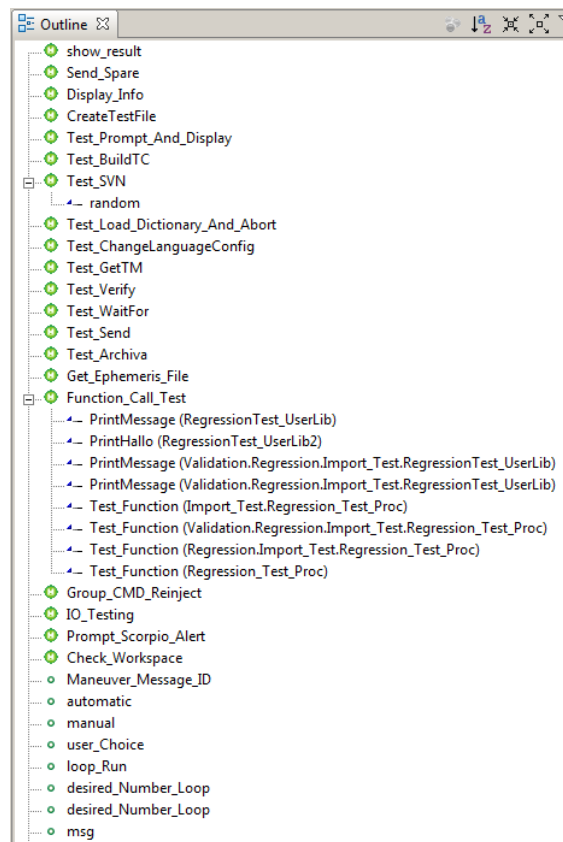 Outline
show_result
Send_Spare
Display_Info
CreateTestFile
Test_Prompt_And_Display
Test_BuildTC
Test_SVN
random
Test_Load_Dictionary_And_Abort
Test_ChangeLanguageConfig
Test_GetTM
Test_Verify
Test_WaitFor
Test_Send
Test_Archiva
Get_Ephemeris_File
Function_Call_Test
PrintMessage (RegressionTest_UserLib)
PrintHallo (RegressionTest_UserLib2)
PrintMessage (Validation.Regression.Import_Test.RegressionTest_UserLib)
PrintMessage (Validation.Regression.Import_Test.RegressionTest_UserLib)
Test_Function (Import_Test.Regression_Test_Proc)
Test_Function (Validation.Regression.Import_Test.Regression_Test_Proc)
Test_Function (Regression.Import_Test.Regression_Test_Proc)
Test_Function (Regression_Test_Proc)
Group_CMD_Reinject
IO_Testing
Prompt_Scorpio_Alert
Check_Workspace
Maneuver_Message_ID
automatic
manual
user_Choice
loop_Run
desired_Number_Loop
desired_Number_Loop
msg